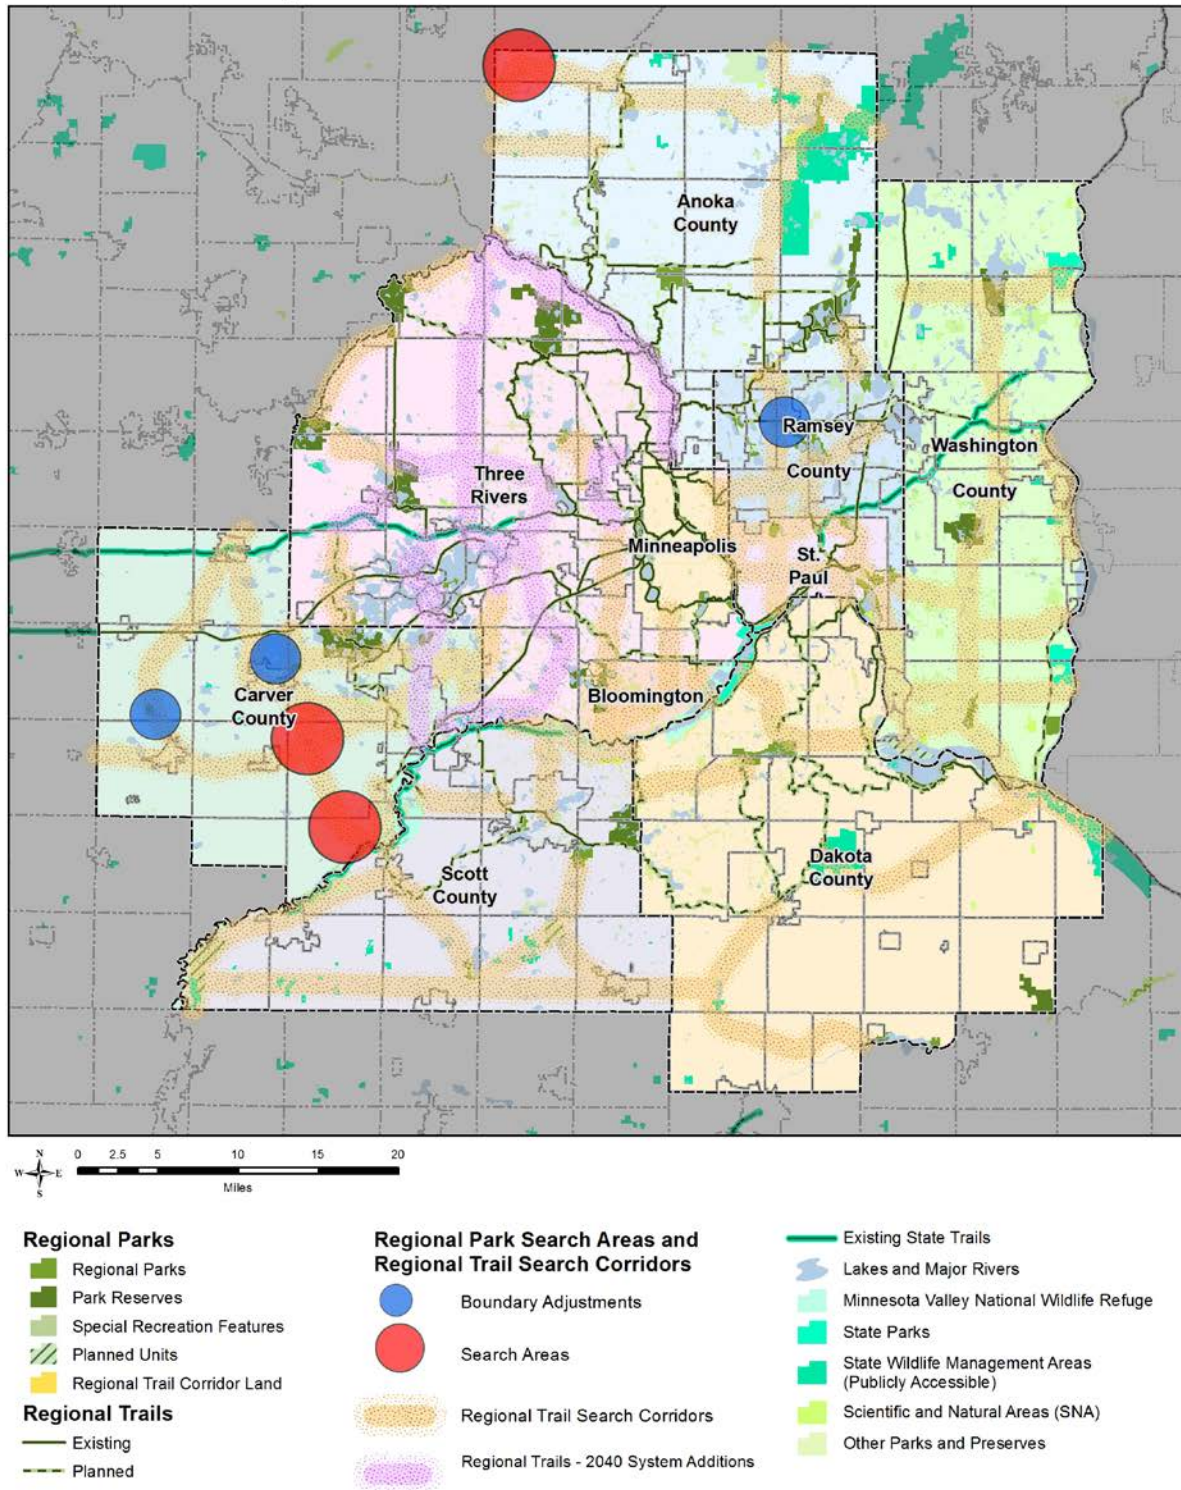 Anoka
County
Three
Rivers
Ramsey
County
Washington
County
Minneapolis
St.
Paul
Carver
County
Bloomington
Scott
County
Dakota
County
N
W
E
S
0 2.5 5 10 15 20
Miles
Regional Parks
Regional Parks
Park Reserves
Special Recreation Features
Planned Units
Regional Trail Corridor Land
Regional Trails
Existing
Planned
Regional Park Search Areas and
Regional Trail Search Corridors
Boundary Adjustments
Search Areas
Regional Trail Search Corridors
Regional Trails - 2040 System Additions
Existing State Trails
Lakes and Major Rivers
Minnesota Valley National Wildlife Refuge
State Parks
State Wildlife Management Areas
(Publicly Accessible)
Scientific and Natural Areas (SNA)
Other Parks and Preserves